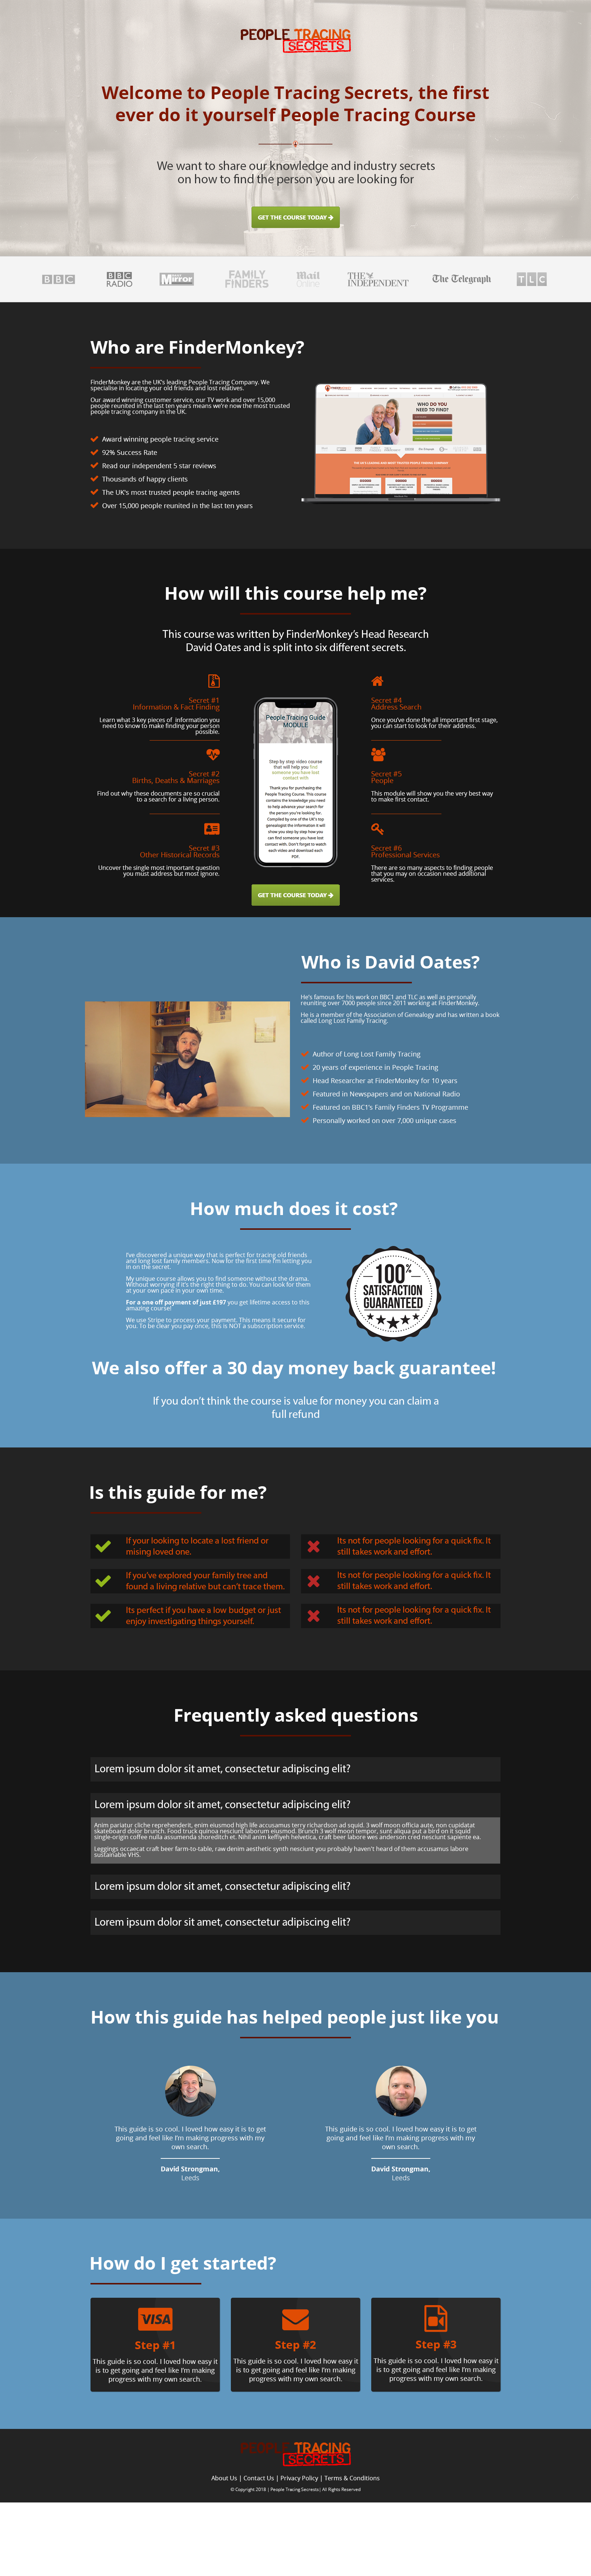 PEOPLE TRACING
SECRETS
Welcome to People Tracing Secrets, the first
ever do it yourself People Tracing Course
We want to share our knowledge and industry secrets
on how to find the person you are looking for
GET THE COURSE TODAY
BBC
BBC
RADIO
Mirror
FAMILY
FINDERS
Mail
Online
THE
INDEPENDENT
The Telegraph
TLC
Who are FinderMonkey?
FinderMonkey are the UK's leading People Tracing Company. We
specialise in locating your old friends and lost relatives.
Our award winning customer service, our TV work and over 15,000
people reunited in the last ten years means we're now the most trusted
people tracing company in the UK.
Award winning people tracing service
92% Success Rate
Read our independent 5 star reviews
Thousands of happy clients
The UK's most trusted people tracing agents
Over 15,000 people reunited in the last ten years
WHO DO YOU
NEED TO FIND?
How will this course help me?
This course was written by FinderMonkey's Head Research
David Oates and is split into six different secrets.
Secret #1
Information & Fact Finding
Learn what 3 key pieces of information you
need to know to make finding your person
possible.
Secret #2
Births, Deaths & Marriages
Find out why these documents are so crucial
to a search for a living person.
Secret #3
Other Historical Records
Uncover the single most important question
you must address but most ignore.
People Tracing Guide
MODULE
Step by step video course
that will help you find
someone you have lost
contact with
Thank you for purchasing the
People Tracing Course. This course
contains the knowledge you need
to help advance your search for
the person you're looking for.
Compiled by one of the UK's top
genealogists the information it will
show you step by step how you
can find someone you have lost
contact with. Don't forget to watch
each video and download each
PDF.
Secret #4
Address Search
Once you've done the all important first stage,
you can start to look for their address.
Secret #5
People
This module will show you the very best way
to make first contact.
Secret #6
Professional Services
There are so many aspects to finding people
that you may on occasion need additional
services.
GET THE COURSE TODAY
Who is David Oates?
He's famous for his work on BBC1 and TLC as well as personally
reuniting over 7000 people since 2011 working at FinderMonkey.
He is a member of the Association of Genealogy and has written a book
called Long Lost Family Tracing.
Author of Long Lost Family Tracing
20 years of experience in People Tracing
Head Researcher at FinderMonkey for 10 years
Featured in Newspapers and on National Radio
Featured on BBC1's Family Finders TV Programme
Personally worked on over 7,000 unique cases
How much does it cost?
I've discovered a unique way that is perfect for tracing old friends
and long lost family members. Now for the first time I'm letting you
in on the secret.
My unique course allows you to find someone without the drama.
Without worrying if it's the right thing to do. You can look for them
at your own pace in your own time.
For a one off payment of just £197 you get lifetime access to this
amazing course!
We use Stripe to process your payment. This means it secure for
you. To be clear you pay once, this is NOT a subscription service.
100%
SATISFACTION
GUARANTEED
We also offer a 30 day money back guarantee!
If you don't think the course is value for money you can claim a
full refund
Is this guide for me?
If your looking to locate a lost friend or
mising loved one.
Its not for people looking for a quick fix. It
still takes work and effort.
If you've explored your family tree and
found a living relative but can't trace them.
Its not for people looking for a quick fix. It
still takes work and effort.
Its perfect if you have a low budget or just
enjoy investigating things yourself.
Its not for people looking for a quick fix. It
still takes work and effort.
Frequently asked questions
Lorem ipsum dolor sit amet, consectetur adipiscing elit?
Lorem ipsum dolor sit amet, consectetur adipiscing elit?
Anim pariatur cliche reprehenderit, enim eiusmod high life accusamus terry richardson ad squid. 3 wolf moon officia aute, non cupidatat
skateboard dolor brunch. Food truck quinoa nesciunt laborum eiusmod. Brunch 3 wolf moon tempor, sunt aliqua put a bird on it squid
single-origin coffee nulla assumenda shoreditch et. Nihil anim keffiyeh helvetica, craft beer labore wes anderson cred nesciunt sapiente ea.
Leggings occaecat craft beer farm-to-table, raw denim aesthetic synth nesciunt you probably haven't heard of them accusamus labore
sustainable VHS.
Lorem ipsum dolor sit amet, consectetur adipiscing elit?
Lorem ipsum dolor sit amet, consectetur adipiscing elit?
How this guide has helped people just like you
This guide is so cool. I loved how easy it is to get
going and feel like I'm making progress with my
own search.
David Strongman,
Leeds
This guide is so cool. I loved how easy it is to get
going and feel like I'm making progress with my
own search.
David Strongman,
Leeds
How do I get started?
VISA
Step #1
This guide is so cool. I loved how easy it
is to get going and feel like I'm making
progress with my own search.
Step #2
This guide is so cool. I loved how easy it
is to get going and feel like I'm making
progress with my own search.
Step #3
This guide is so cool. I loved how easy it
is to get going and feel like I'm making
progress with my own search.
PEOPLE TRACING
SECRETS
About Us | Contact Us | Privacy Policy | Terms & Conditions
© Copyright 2018 | People Tracing Secrests| All Rights Reserved